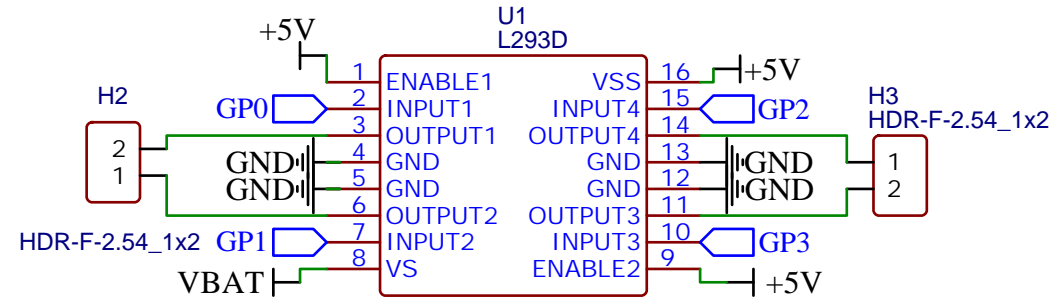 U1
L293D
+5V
1 ENABLE1 VSS 16 +5V
H2
GP0 2 INPUT1 INPUT4 15 GP2
H3
HDR-F-2.54_1x2
3 OUTPUT1 OUTPUT4 14
2 GND 4 GND GND 13 GND 1
1 GND 5 GND GND 12 GND 2
6 OUTPUT2 OUTPUT3 11
HDR-F-2.54_1x2 GP1 7 INPUT2 INPUT3 10 GP3
VBAT 8 VS ENABLE2 9 +5V